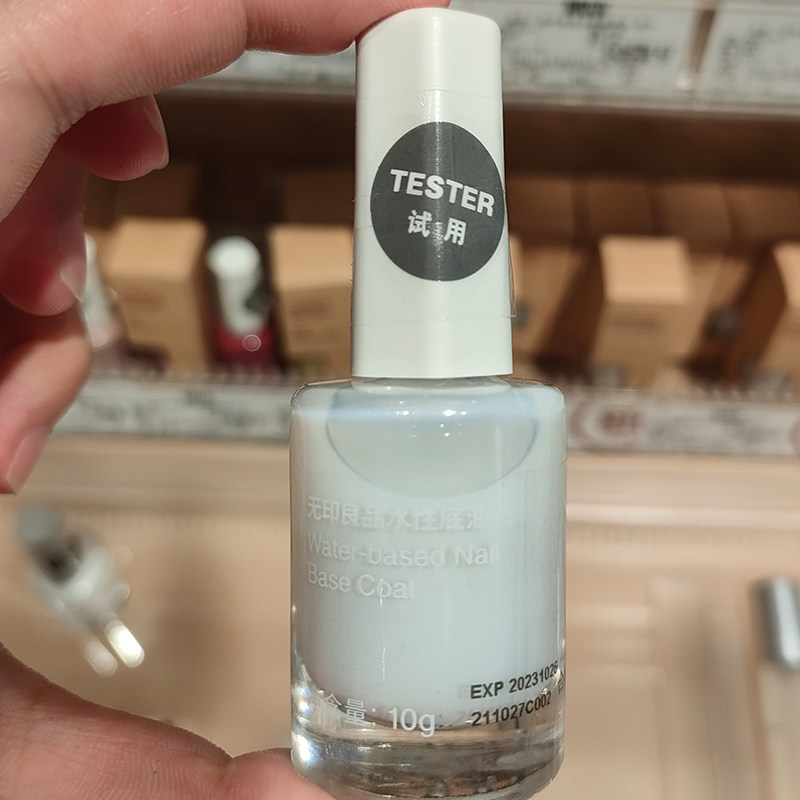 TESTER
试用
无印良品水性底油
Water-based Nail
Base Coat
EXP 20231026
含量: 10g
211027C002